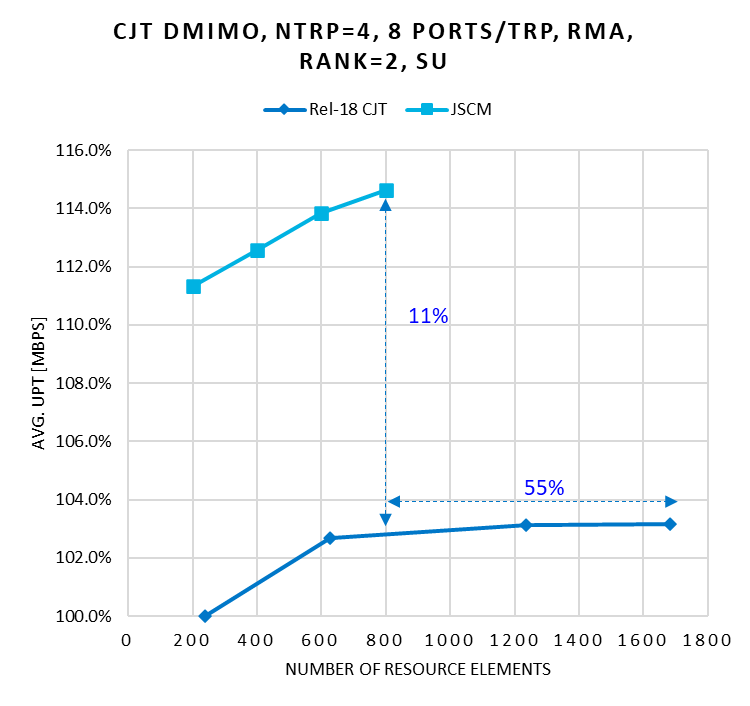 CJT DMIMO, NTRP=4, 8 PORTS/TRP, RMA,
RANK=2, SU
Rel-18 CJT JSCM
116.0%
114.0%
112.0%
110.0%
108.0%
106.0%
104.0%
102.0%
100.0%
AVG. UPT [MBPS]
11%
55%
0 200 400 600 800 1000 1200 1400 1600 1800
NUMBER OF RESOURCE ELEMENTS